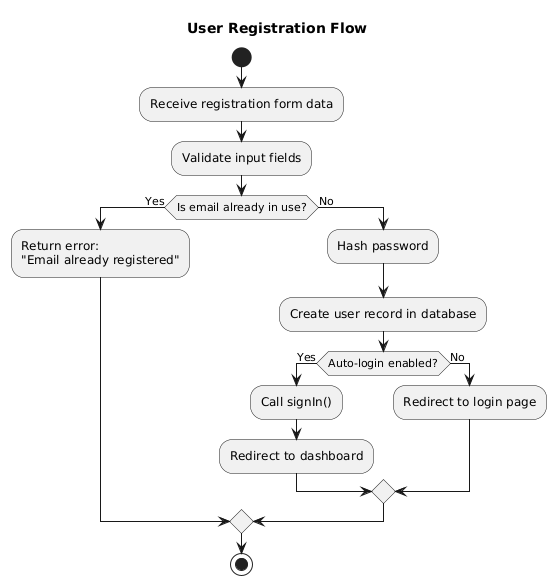 User Registration Flow
Receive registration form data
Validate input fields
Yes
Is email already in use?
No
Return error:
"Email already registered"
Hash password
Create user record in database
Yes
Auto-login enabled?
No
Call signIn()
Redirect to login page
Redirect to dashboard